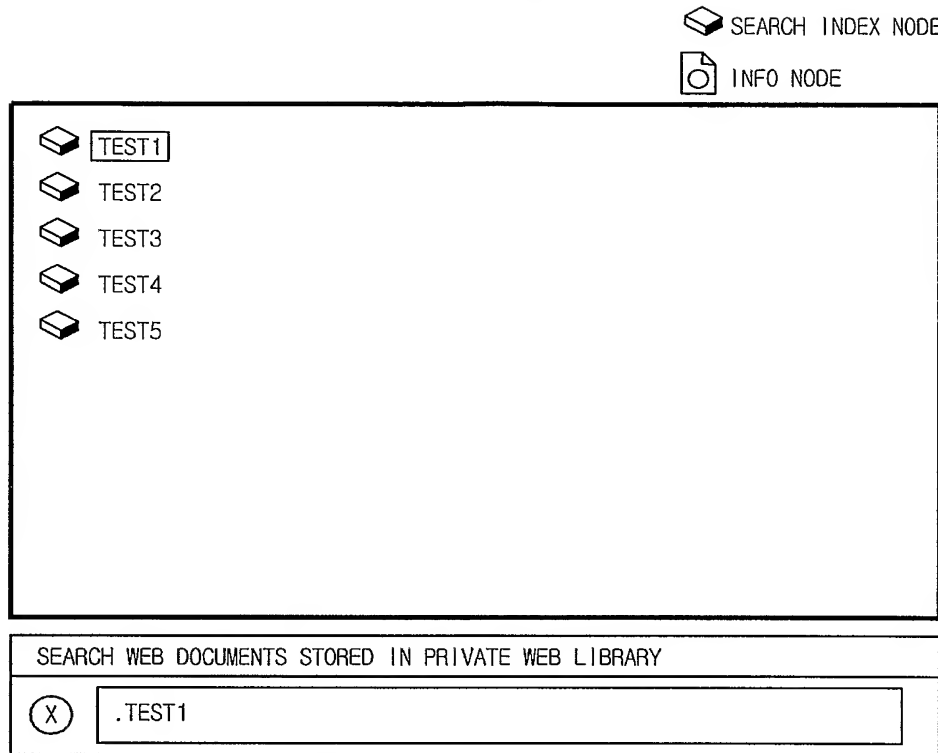 SEARCH INDEX NODE
INFO NODE
TEST1
TEST2
TEST3
TEST4
TEST5
SEARCH WEB DOCUMENTS STORED IN PRIVATE WEB LIBRARY
X .TEST1